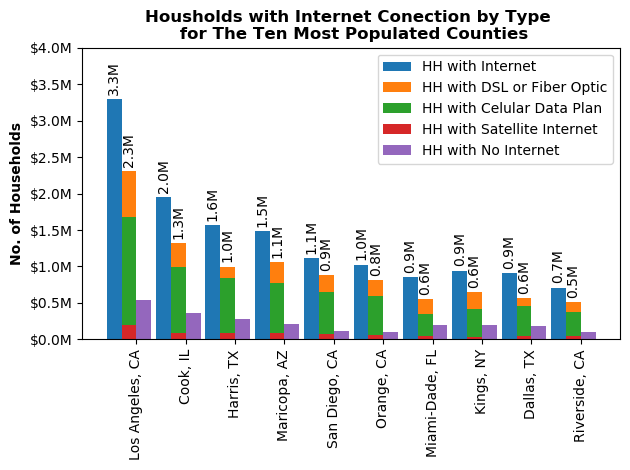 Housholds with Internet Conection by Type
for The Ten Most Populated Counties
No. of Households
$4.0M
$3.5M
$3.0M
$2.5M
$2.0M
$1.5M
$1.0M
$0.5M
$0.0M
HH with Internet
HH with DSL or Fiber Optic
HH with Celular Data Plan
HH with Satellite Internet
HH with No Internet
3.3M
2.3M
2.0M
1.3M
1.6M
1.0M
1.5M
1.1M
1.1M
0.9M
1.0M
0.8M
0.9M
0.6M
0.9M
0.6M
0.9M
0.6M
0.7M
0.5M
Los Angeles, CA
Cook, IL
Harris, TX
Maricopa, AZ
San Diego, CA
Orange, CA
Miami-Dade, FL
Kings, NY
Dallas, TX
Riverside, CA